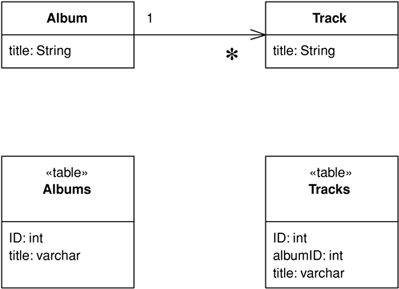 Album
title: String
1
*
Track
title: String
«table»
Albums
ID: int
title: varchar
«table»
Tracks
ID: int
albumID: int
title: varchar